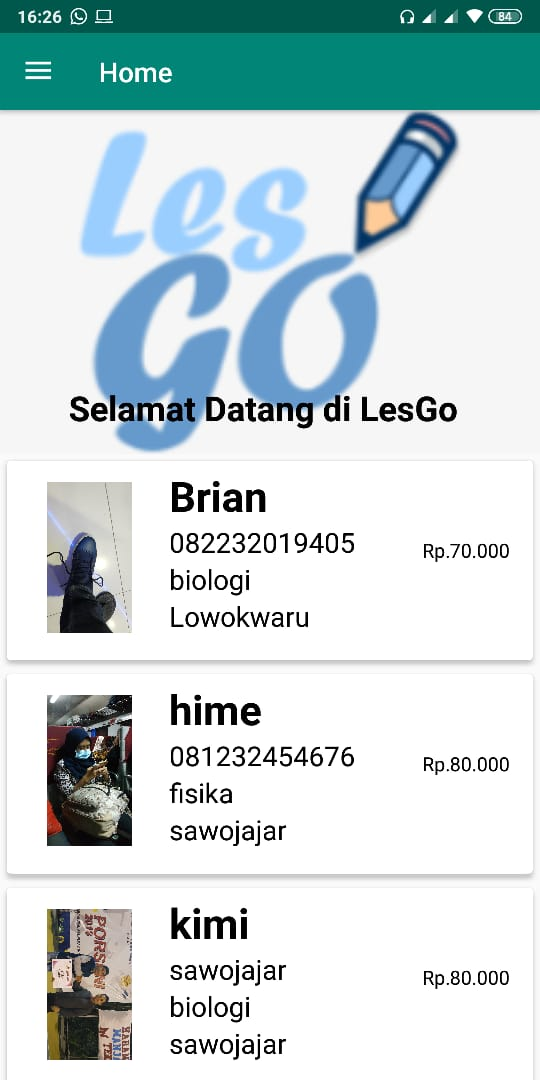 16:26
84
Home
Les
GO
Selamat Datang di LesGo
Brian
082232019405
Rp.70.000
biologi
Lowokwaru
hime
081232454676
Rp.80.000
fisika
sawojajar
kimi
sawojajar
Rp.80.000
biologi
sawojajar